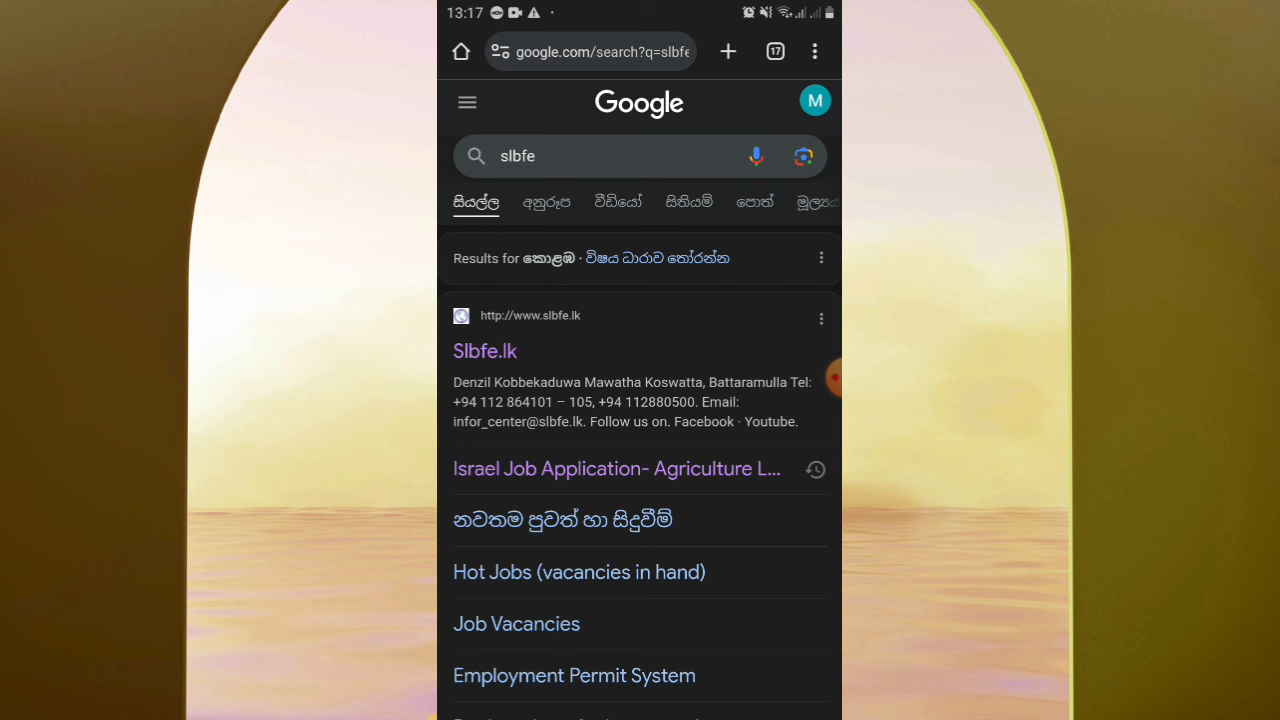 13:17
17
google.com/search?q=slbfe
Google
M
slbfe
සියල්ල අනුරූප වීඩියෝ සිතියම් පොත්
Results for කොළඹ · විෂය ධාරාව තෝරන්න
http://www.slbfe.lk
Slbfe.lk
Denzil Kobbekaduwa Mawatha Koswatta, Battaramulla Tel:
+94 112 864101 – 105, +94 112880500. Email:
infor_center@slbfe.lk. Follow us on. Facebook · Youtube.
Israel Job Application- Agriculture L...
නවතම පුවත් හා සිදුවීම්
Hot Jobs (vacancies in hand)
Job Vacancies
Employment Permit System